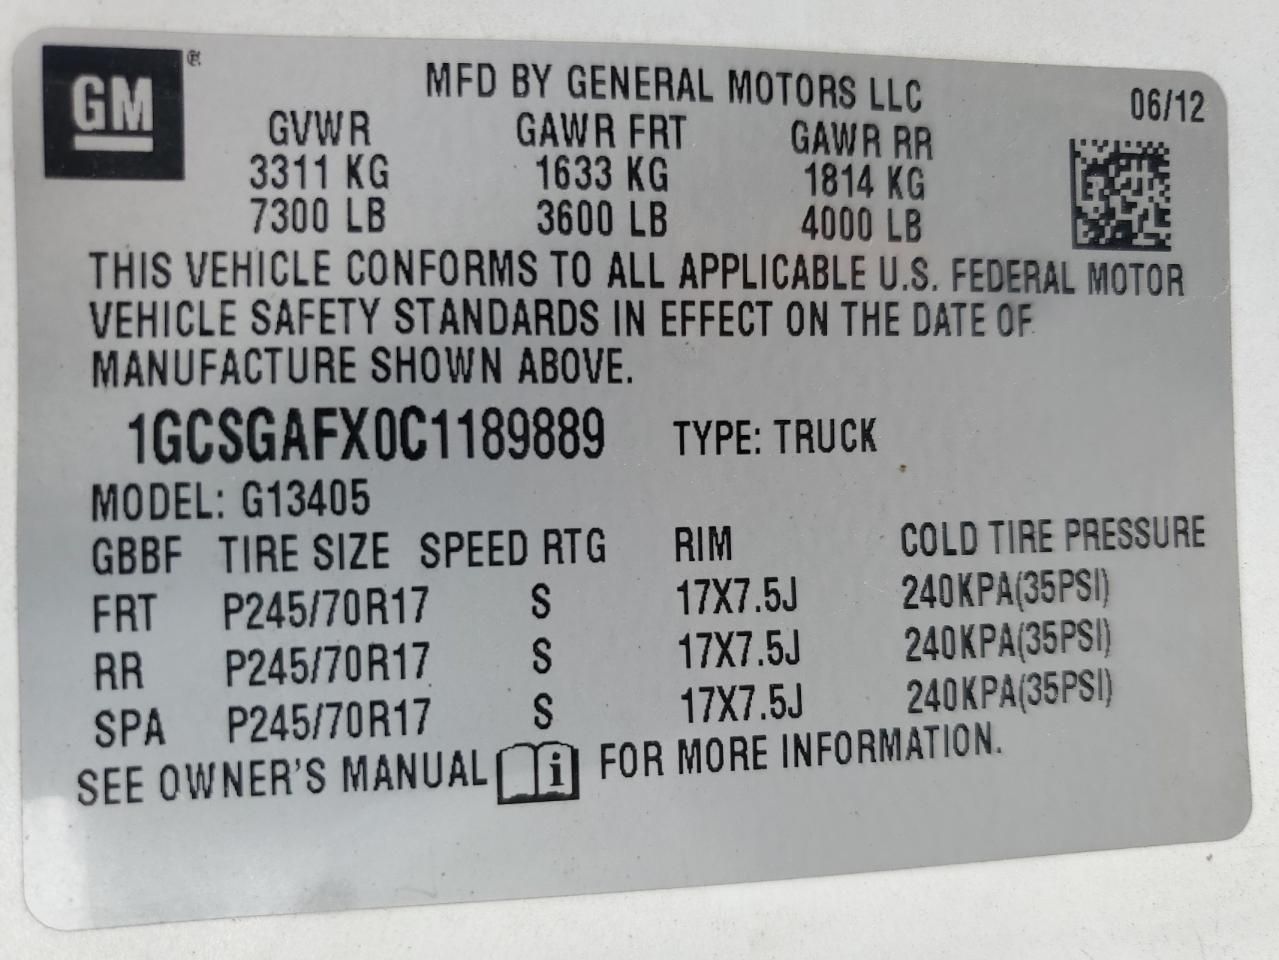 GM ®
MFD BY GENERAL MOTORS LLC 06/12
GVWR GAWR FRT GAWR RR
3311 KG 1633 KG 1814 KG
7300 LB 3600 LB 4000 LB
THIS VEHICLE CONFORMS TO ALL APPLICABLE U.S. FEDERAL MOTOR
VEHICLE SAFETY STANDARDS IN EFFECT ON THE DATE OF
MANUFACTURE SHOWN ABOVE.
1GCSGAFX0C1189889 TYPE: TRUCK
MODEL: G13405
GBBF TIRE SIZE SPEED RTG RIM COLD TIRE PRESSURE
FRT P245/70R17 S 17X7.5J 240KPA(35PSI)
RR P245/70R17 S 17X7.5J 240KPA(35PSI)
SPA P245/70R17 S 17X7.5J 240KPA(35PSI)
SEE OWNER'S MANUAL i FOR MORE INFORMATION.